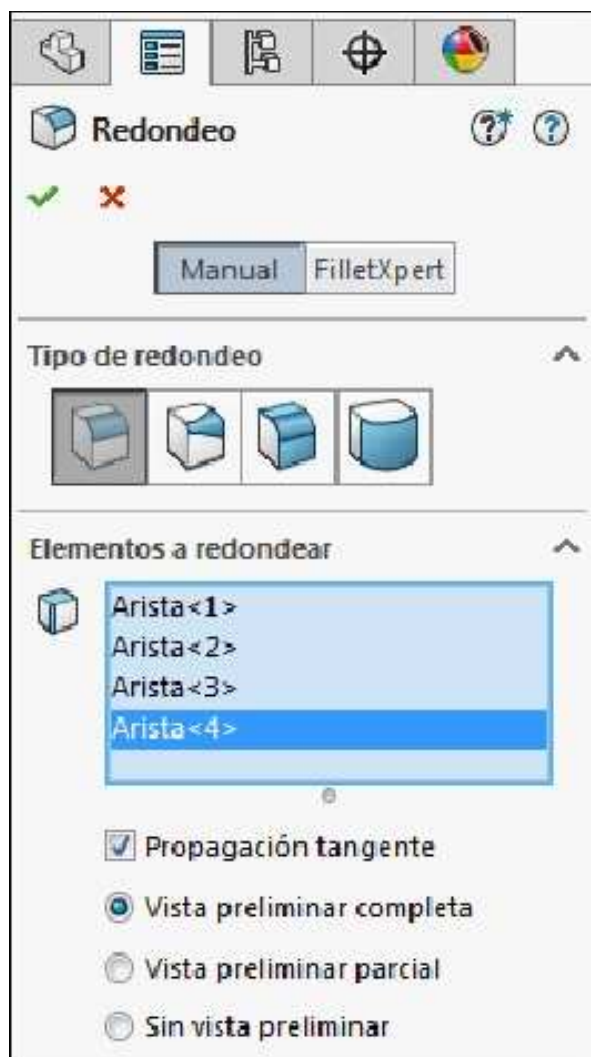 Redondeo
Manual FilletXpert
Tipo de redondeo
Elementos a redondear
Arista<1>
Arista<2>
Arista<3>
Arista<4>
Propagación tangente
Vista preliminar completa
Vista preliminar parcial
Sin vista preliminar